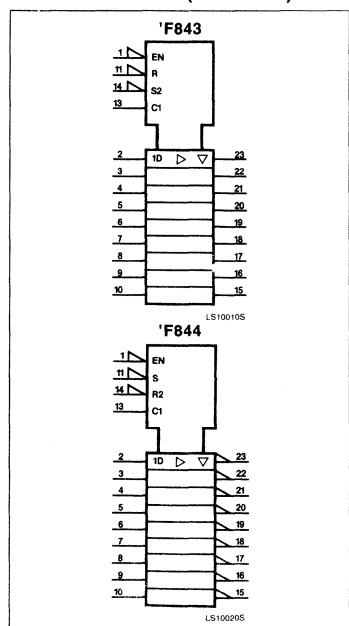 'F843
1 EN
11 R
14 S2
13 C1
2 1D 23
3 22
4 21
5 20
6 19
7 18
8 17
9 16
10 15
LS10010S
'F844
1 EN
11 S
14 R2
13 C1
2 1D 23
3 22
4 21
5 20
6 19
7 18
8 17
9 16
10 15
LS10020S